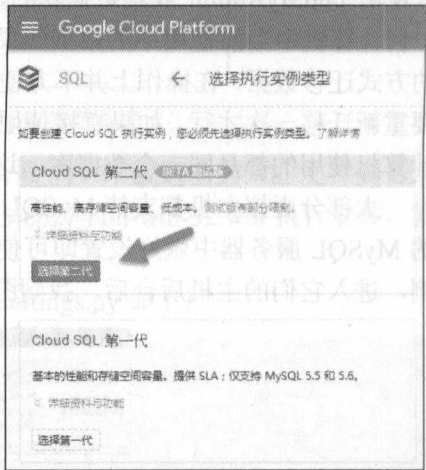 Google Cloud Platform
SQL
选择执行实例类型
如要创建 Cloud SQL 执行实例，您必须先选择执行实例类型。了解详情
Cloud SQL 第二代
高性能、高存储空间容量、低成本。测试版有部分限制。
详细资料与功能
选择第二代
Cloud SQL 第一代
基本的性能和存储空间容量。提供 SLA；仅支持 MySQL 5.5 和 5.6。
详细资料与功能
选择第一代